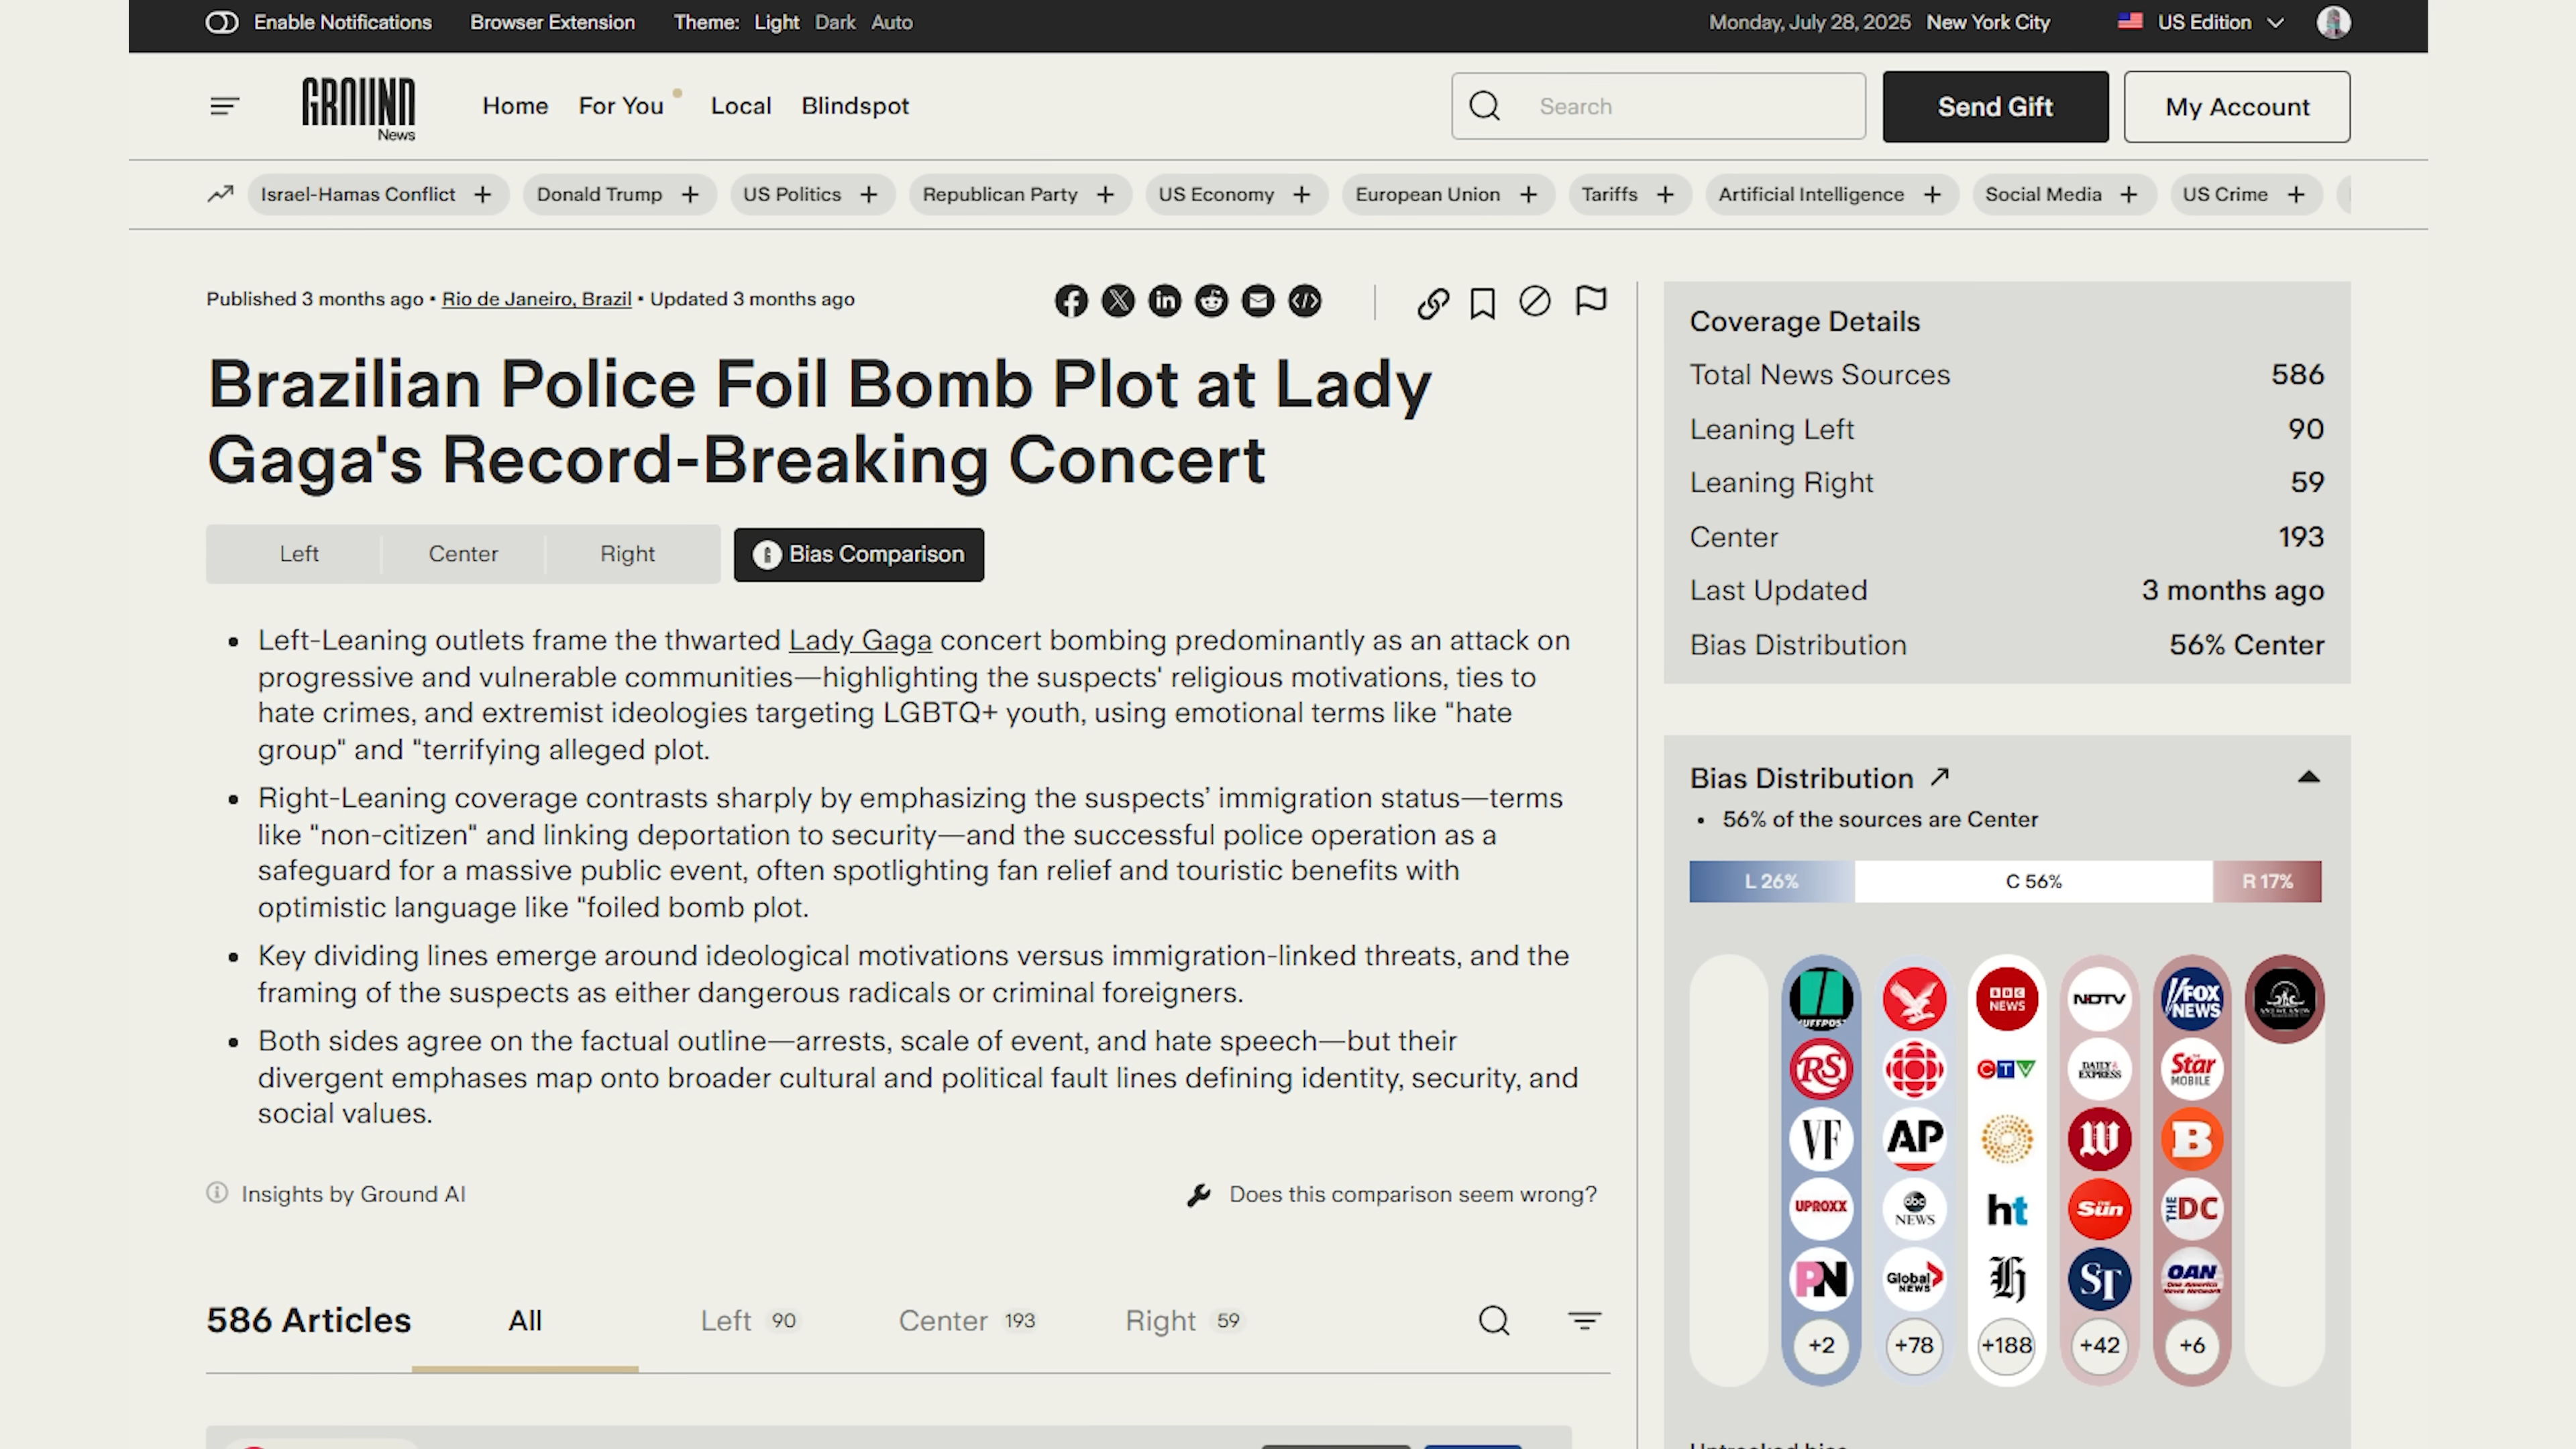 Enable Notifications Browser Extension Theme: Light Dark Auto Monday, July 28, 2025 New York City US Edition
GROUND
News
Home For You Local Blindspot Search Send Gift My Account
Israel-Hamas Conflict + Donald Trump + US Politics + Republican Party + US Economy + European Union + Tariffs + Artificial Intelligence + Social Media + US Crime +
Published 3 months ago • Rio de Janeiro, Brazil • Updated 3 months ago
Brazilian Police Foil Bomb Plot at Lady
Gaga's Record-Breaking Concert
Left Center Right Bias Comparison
• Left-Leaning outlets frame the thwarted Lady Gaga concert bombing predominantly as an attack on
progressive and vulnerable communities—highlighting the suspects' religious motivations, ties to
hate crimes, and extremist ideologies targeting LGBTQ+ youth, using emotional terms like "hate
group" and "terrifying alleged plot.
• Right-Leaning coverage contrasts sharply by emphasizing the suspects’ immigration status—terms
like "non-citizen" and linking deportation to security—and the successful police operation as a
safeguard for a massive public event, often spotlighting fan relief and touristic benefits with
optimistic language like "foiled bomb plot.
• Key dividing lines emerge around ideological motivations versus immigration-linked threats, and the
framing of the suspects as either dangerous radicals or criminal foreigners.
• Both sides agree on the factual outline—arrests, scale of event, and hate speech—but their
divergent emphases map onto broader cultural and political fault lines defining identity, security, and
social values.
Insights by Ground AI Does this comparison seem wrong?
586 Articles All Left 90 Center 193 Right 59
Coverage Details
Total News Sources 586
Leaning Left 90
Leaning Right 59
Center 193
Last Updated 3 months ago
Bias Distribution 56% Center
Bias Distribution
• 56% of the sources are Center
L 26% C 56% R 17%
HUFFPOST BBC NEWS NDTV FOX NEWS
RS CTV DAILY EXPRESS The Star MOBILE
VF AP W B
UPROXX abc NEWS ht The Sun THE DC
PN Global NEWS h ST OAN One America News Network
+2 +78 +188 +42 +6